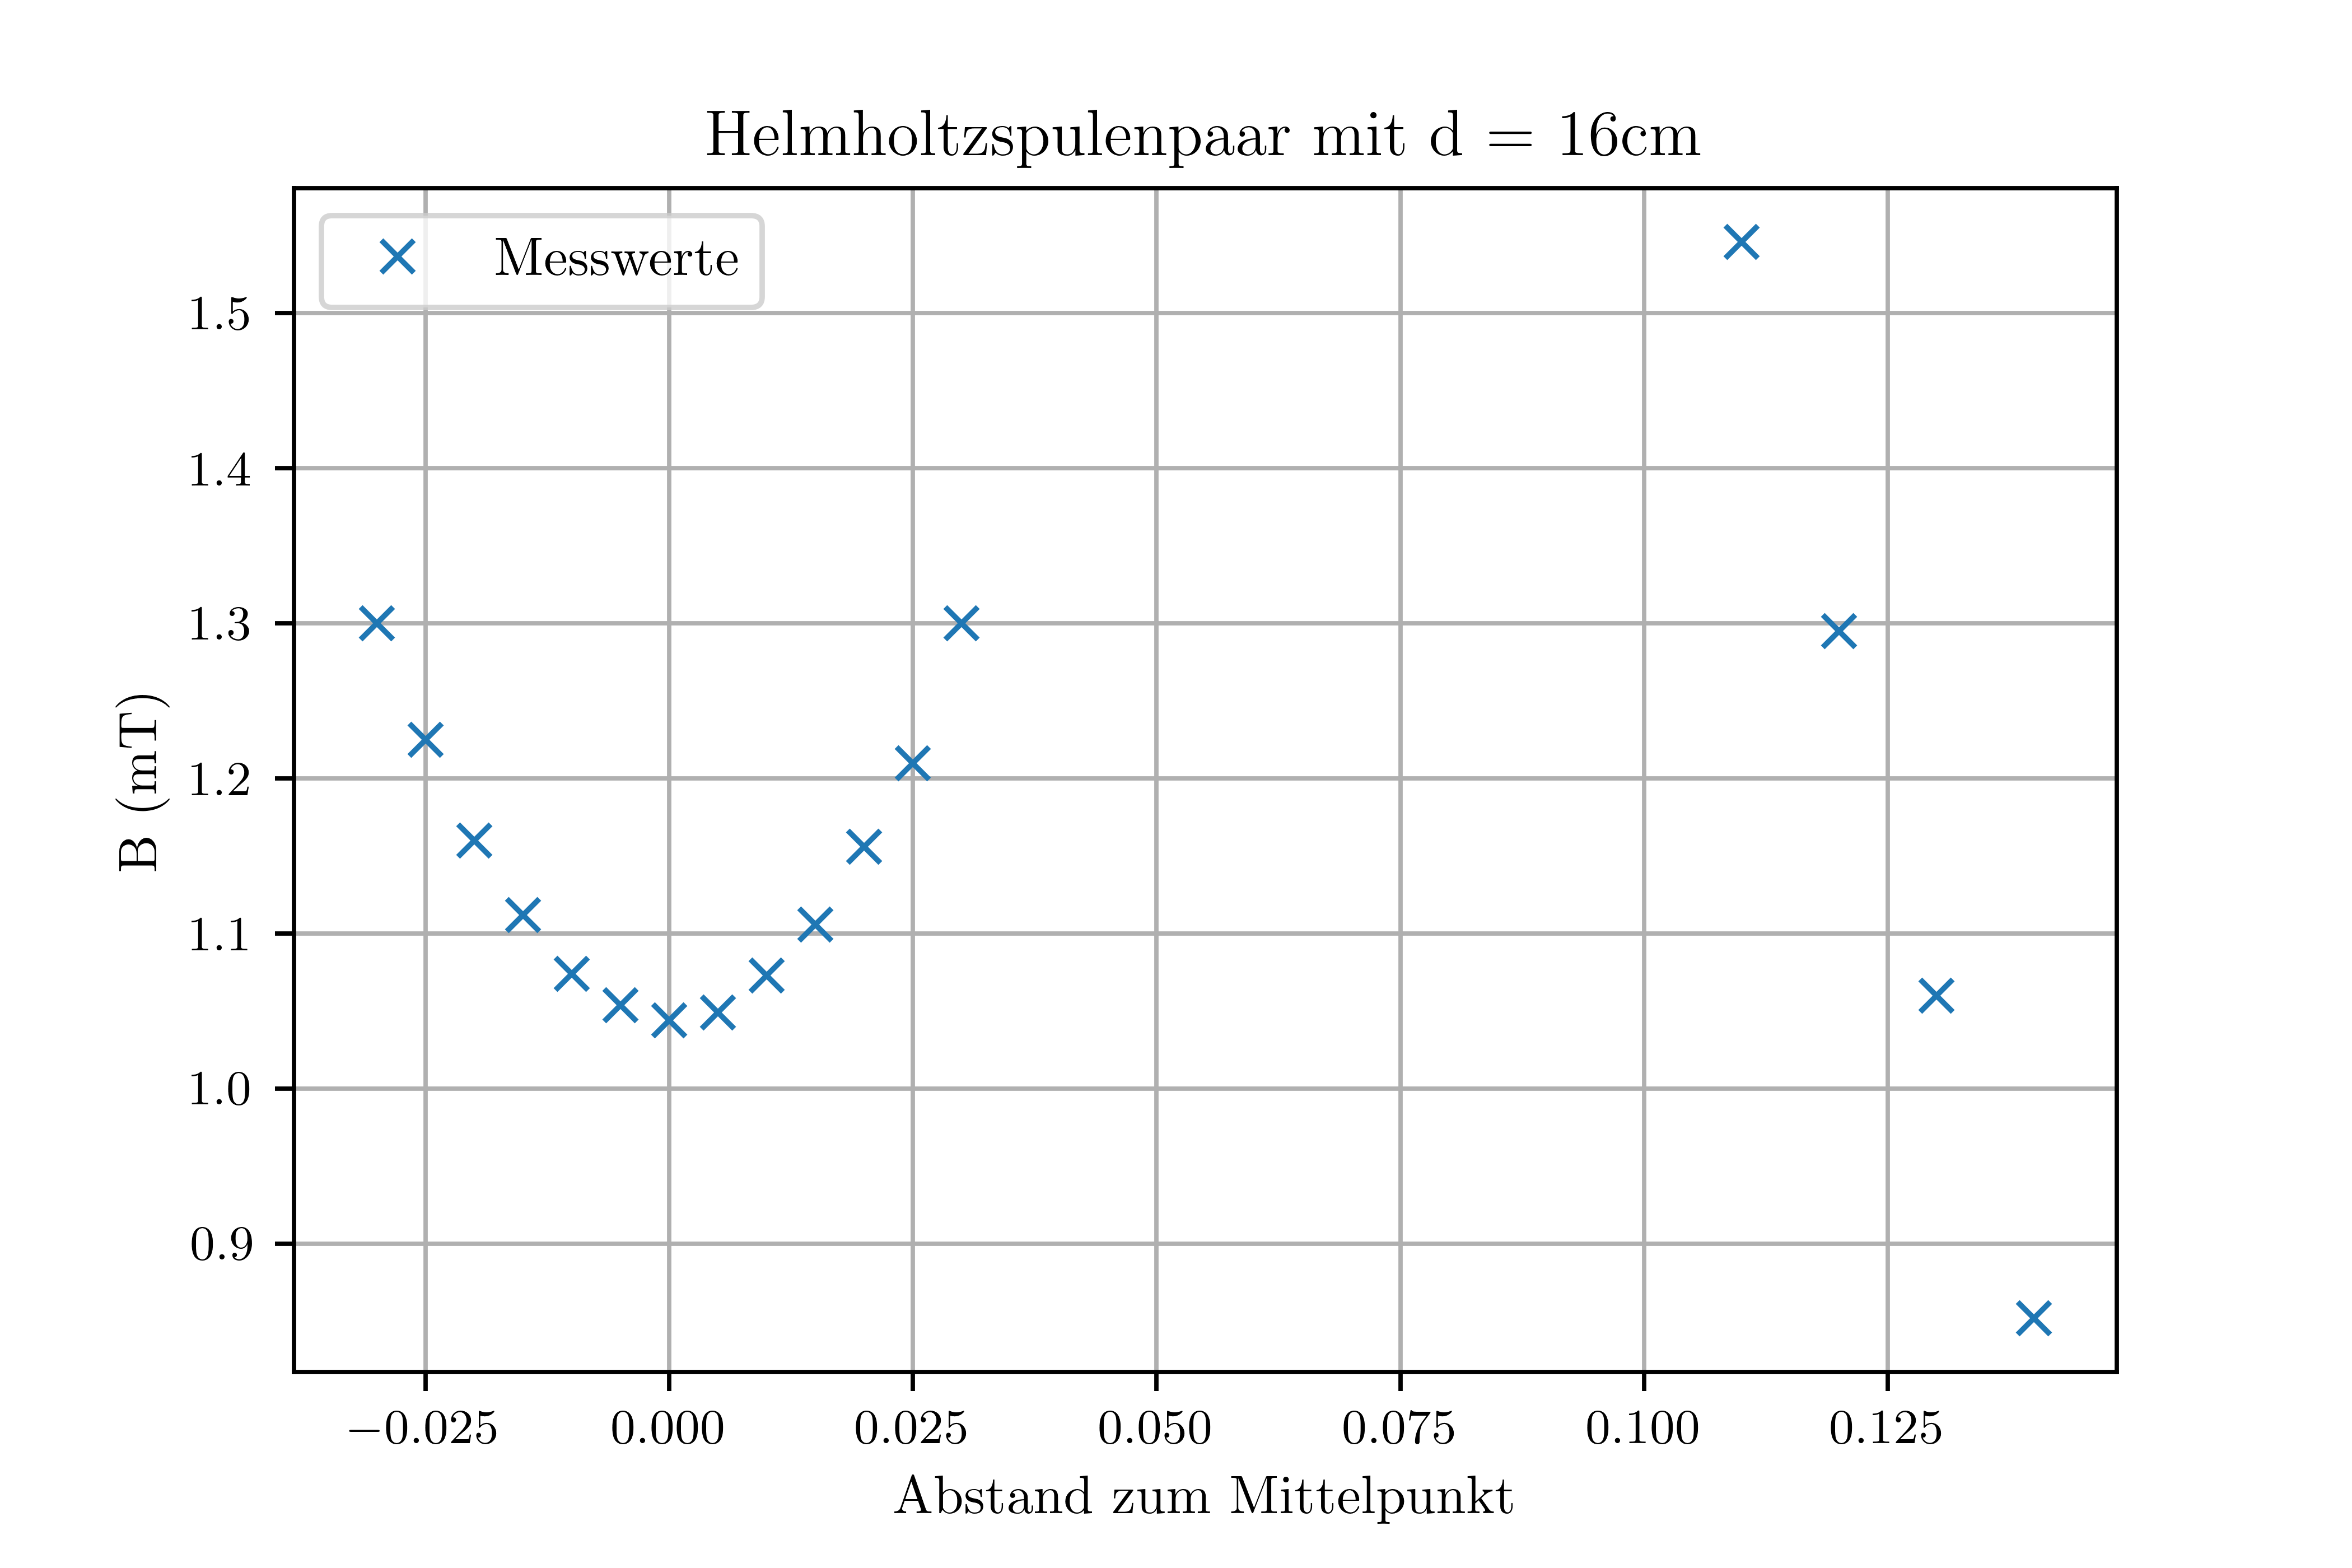 Helmholtzspulenpaar mit d = 16cm
Messwerte
1.5
1.4
1.3
1.2
1.1
1.0
0.9
B (mT)
−0.025 0.000 0.025 0.050 0.075 0.100 0.125
Abstand zum Mittelpunkt